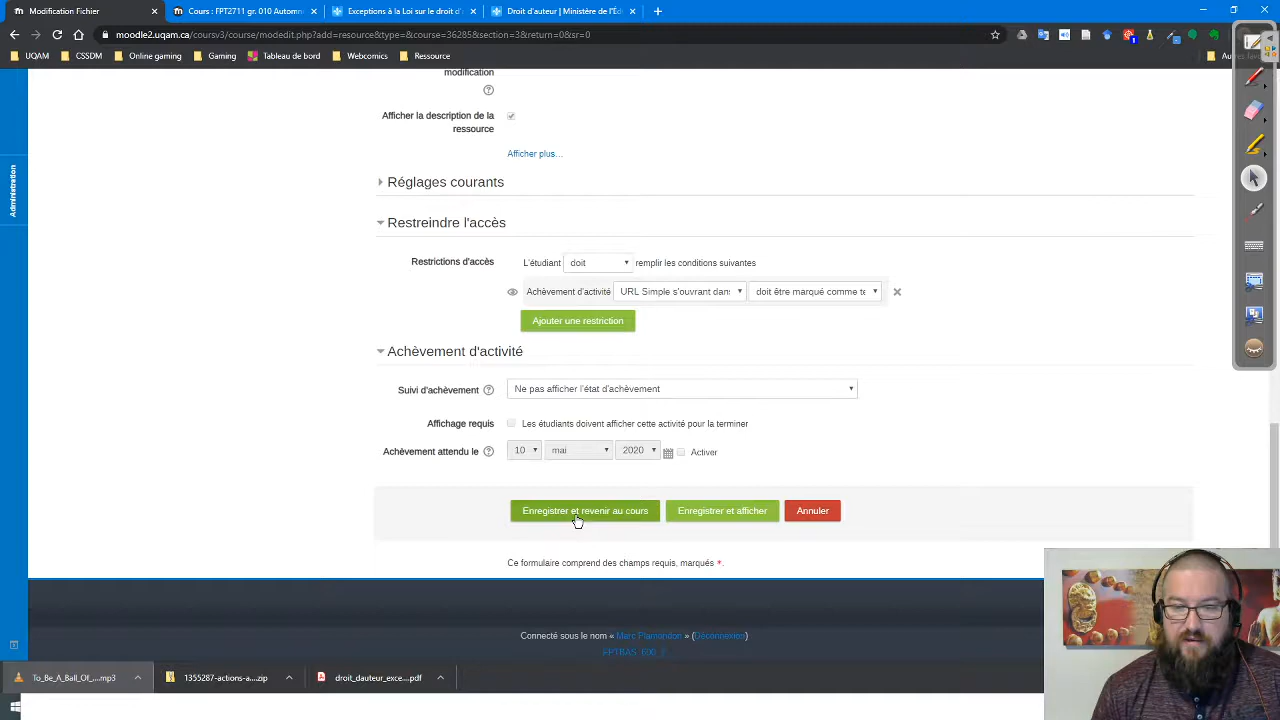 Modification Fichier
Cours : FPT2711 gr. 010 Automn
Exceptions à la Loi sur le droit d'
Droit d'auteur | Ministère de l'Éd
moodle2.uqam.ca/coursv3/course/modedit.php?add=resource&type=&course=36285&section=3&return=0&sr=0
UQAM
CSSDM
Online gaming
Gaming
Tableau de bord
Webcomics
Ressource
Autres favo
modification
Afficher la description de la
ressource
Afficher plus...
Administration
Réglages courants
Restreindre l'accès
Restrictions d'accès
L'étudiant doit remplir les conditions suivantes
Achèvement d'activité URL Simple s'ouvrant dans doit être marqué comme te
Ajouter une restriction
Achèvement d'activité
Suivi d'achèvement Ne pas afficher l'état d'achèvement
Affichage requis Les étudiants doivent afficher cette activité pour la terminer
Achèvement attendu le 10 mai 2020 Activer
Enregistrer et revenir au cours Enregistrer et afficher Annuler
Ce formulaire comprend des champs requis, marqués *.
Connecté sous le nom « Marc Plamondon » (Déconnexion)
To_Be_A_Ball_Of_....mp3
1355287-actions-a....zip
droit_dauteur_exce....pdf